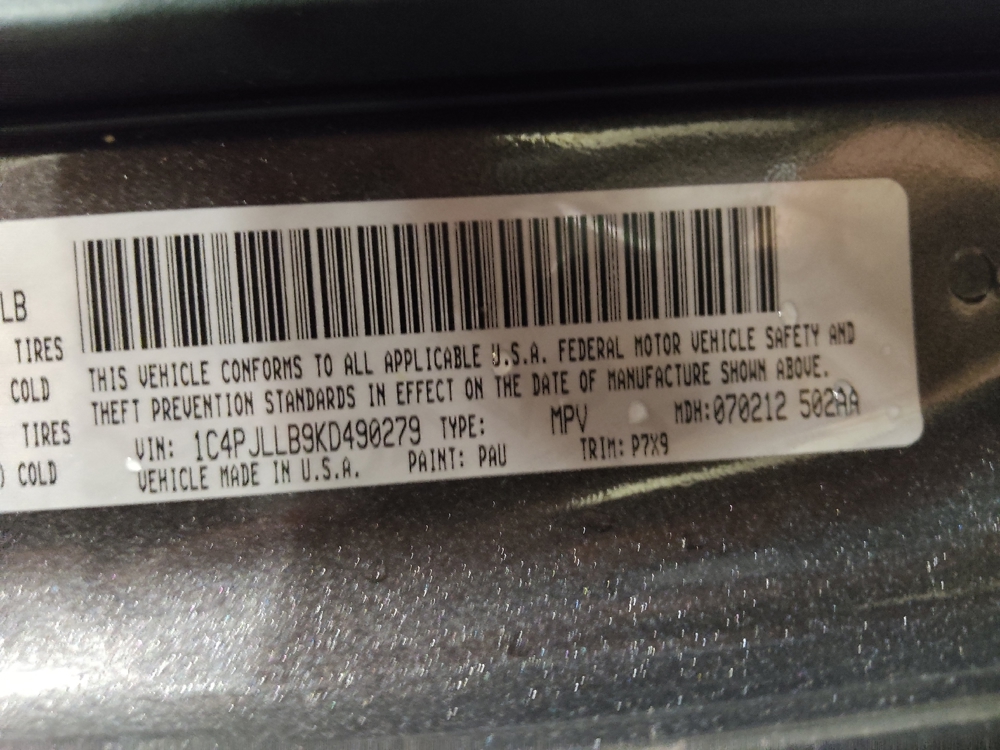 LB
TIRES
COLD
TIRES
) COLD
THIS VEHICLE CONFORMS TO ALL APPLICABLE U.S.A. FEDERAL MOTOR VEHICLE SAFETY AND
THEFT PREVENTION STANDARDS IN EFFECT ON THE DATE OF MANUFACTURE SHOWN ABOVE.
VIN: 1C4PJLLB9KD490279 TYPE: MPV MDH:070212 502AA
VEHICLE MADE IN U.S.A. PAINT: PAU TRIM: P7X9